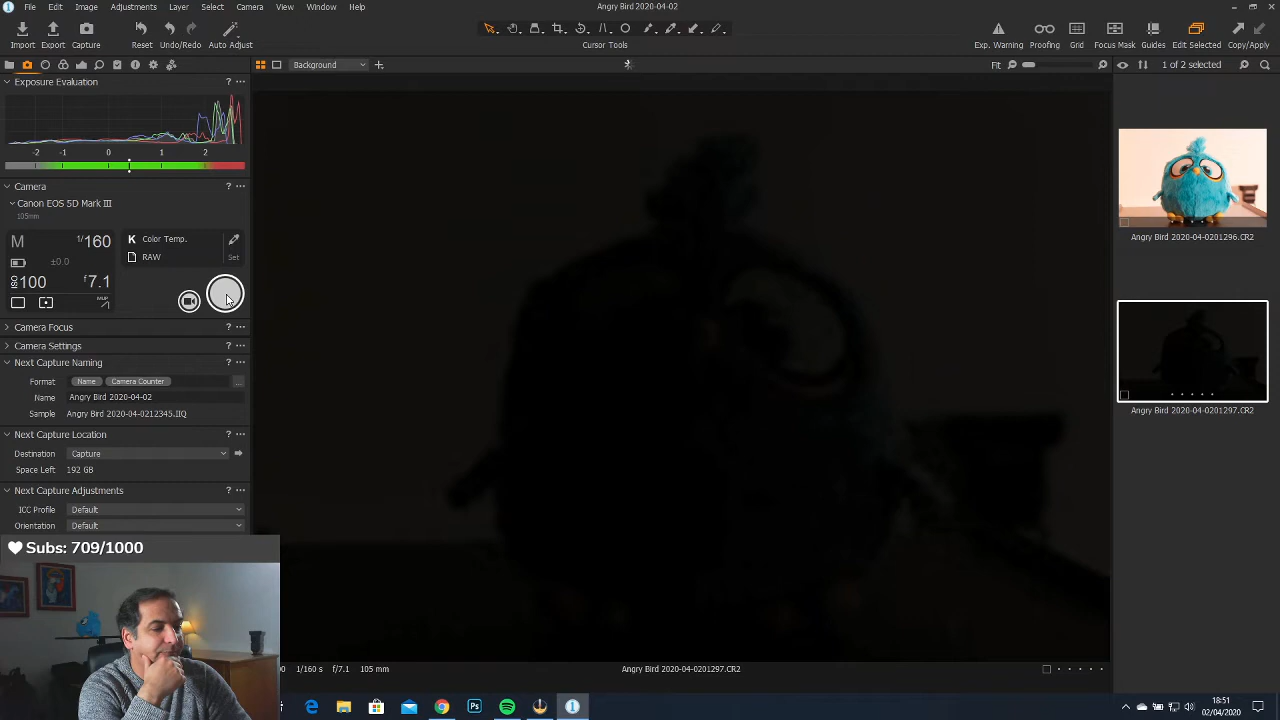 Angry Bird 2020-04-02
File Edit Image Adjustments Layer Select Camera View Window Help
Import Export Capture Reset Undo/Redo Auto Adjust Cursor Tools Exp. Warning Proofing Grid Focus Mask Guides Edit Selected Copy/Apply
Background Fit 1 of 2 selected
Exposure Evaluation ? ...
-2 -1 0 1 2
Camera ? ...
Canon EOS 5D Mark III
105mm
M 1/160 K Color Temp.
±0.0 RAW Set
ISO 100 f7.1
MUP
Camera Focus ? ...
Camera Settings ? ...
Next Capture Naming ? ...
Format Name Camera Counter ...
Name Angry Bird 2020-04-02
Sample Angry Bird 2020-04-0212345.IIQ
Next Capture Location ? ...
Destination Capture
Space Left 192 GB
Next Capture Adjustments ? ...
ICC Profile Default
Orientation Default
Angry Bird 2020-04-0201296.CR2
Angry Bird 2020-04-0201297.CR2
Subs: 709/1000
1/160 s f/7.1 105 mm Angry Bird 2020-04-0201297.CR2
Ps
18:51
02/04/2020